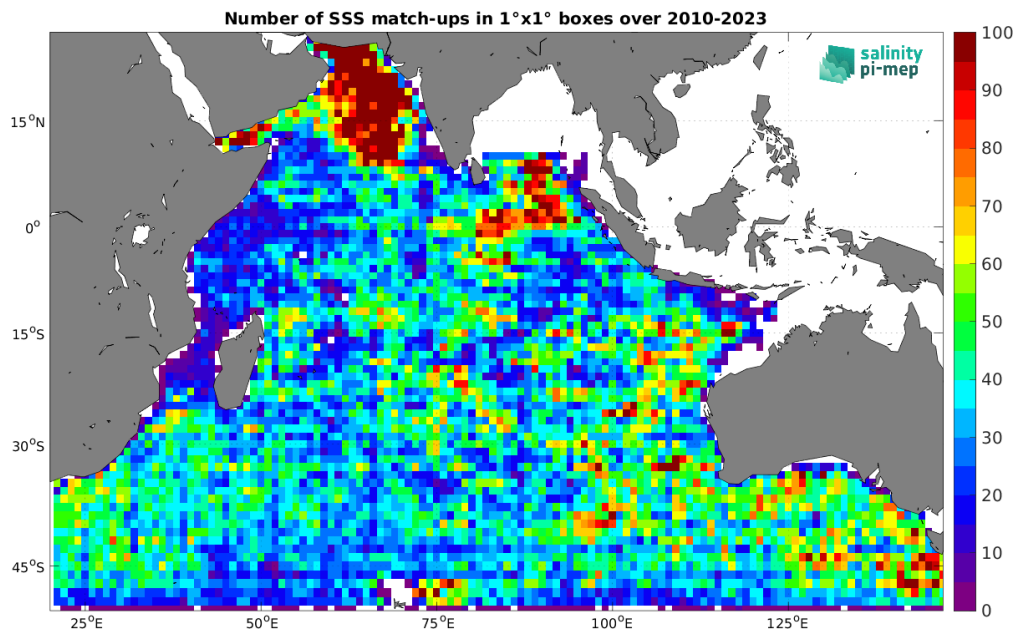 Number of SSS match-ups in 1°x1° boxes over 2010-2023
salinity
pi-mep
15°N
0°
15°S
30°S
45°S
25°E
50°E
75°E
100°E
125°E
100
90
80
70
60
50
40
30
20
10
0